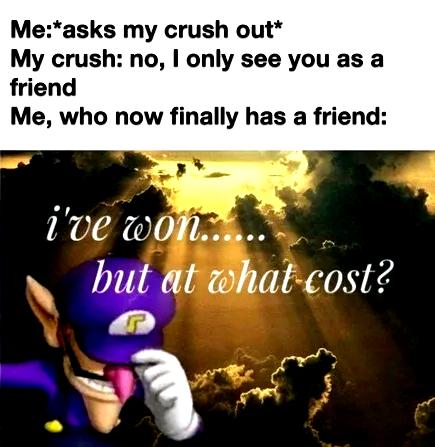 Me:*asks my crush out*
My crush: no, I only see you as a
friend
Me, who now finally has a friend:
i've won......
but at what cost?